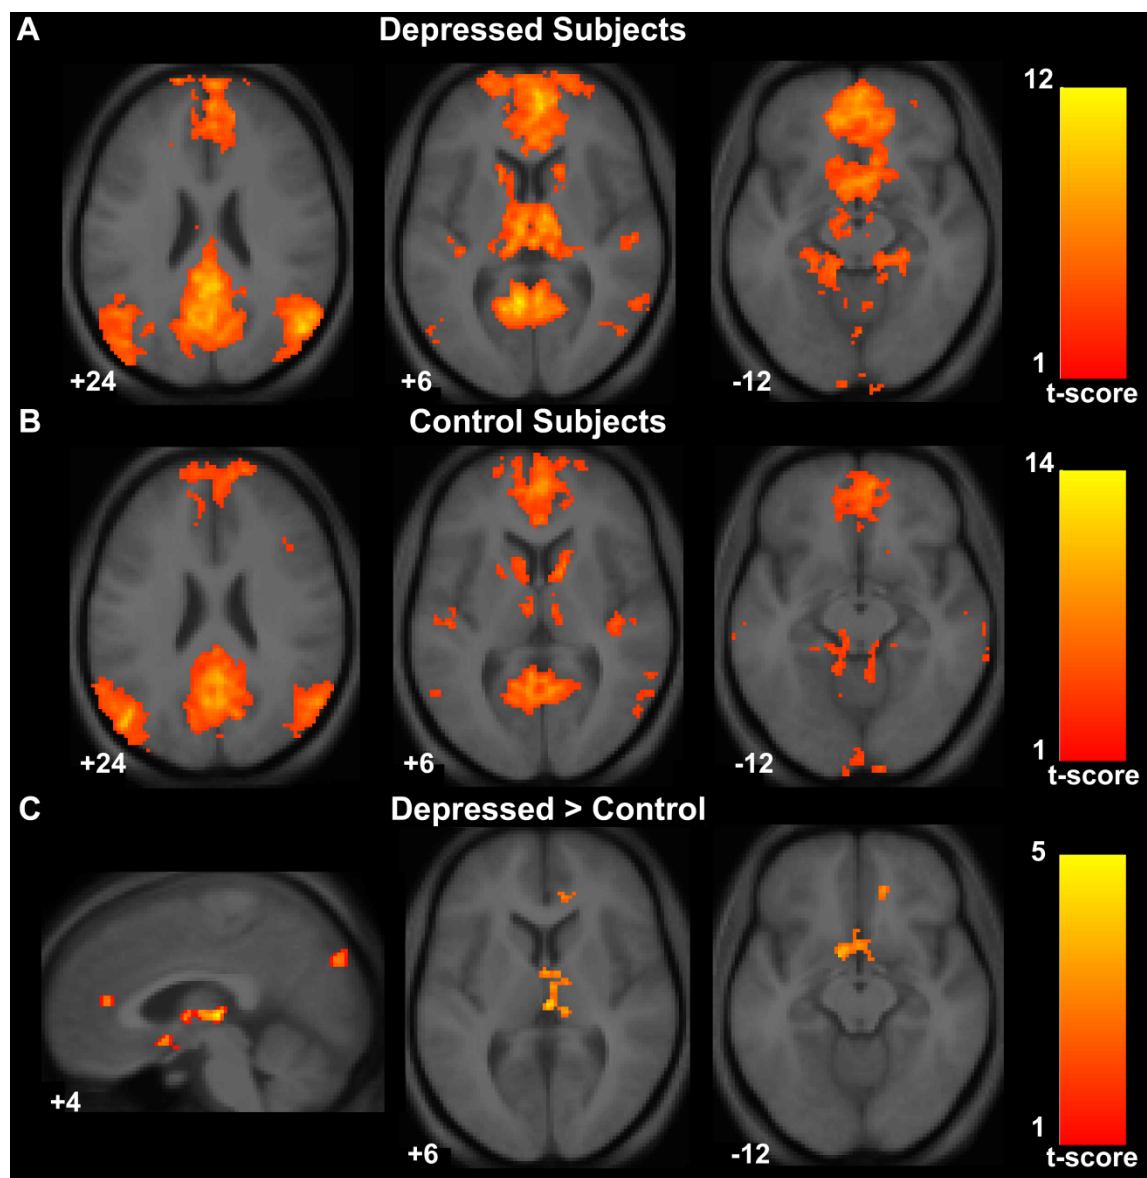 A
Depressed Subjects
12
+24
+6
-12
1
t-score
B
Control Subjects
14
+24
+6
-12
1
t-score
C
Depressed > Control
5
+4
+6
-12
1
t-score